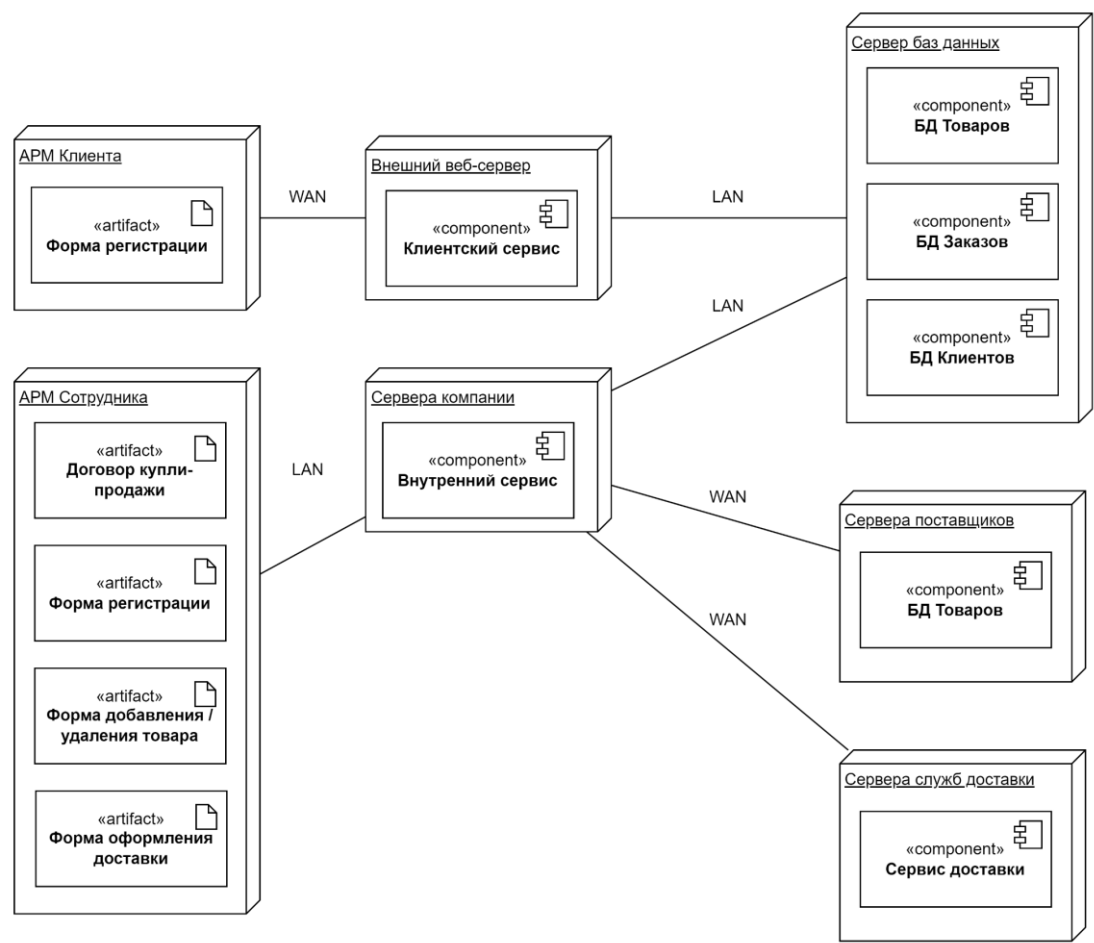 АРМ Клиента
«artifact»
Форма регистрации
WAN
Внешний веб-сервер
«component»
Клиентский сервис
LAN
LAN
Сервер баз данных
«component»
БД Товаров
«component»
БД Заказов
«component»
БД Клиентов
АРМ Сотрудника
«artifact»
Договор купли-
продажи
«artifact»
Форма регистрации
«artifact»
Форма добавления /
удаления товара
«artifact»
Форма оформления
доставки
LAN
Сервера компании
«component»
Внутренний сервис
WAN
WAN
Сервера поставщиков
«component»
БД Товаров
Сервера служб доставки
«component»
Сервис доставки